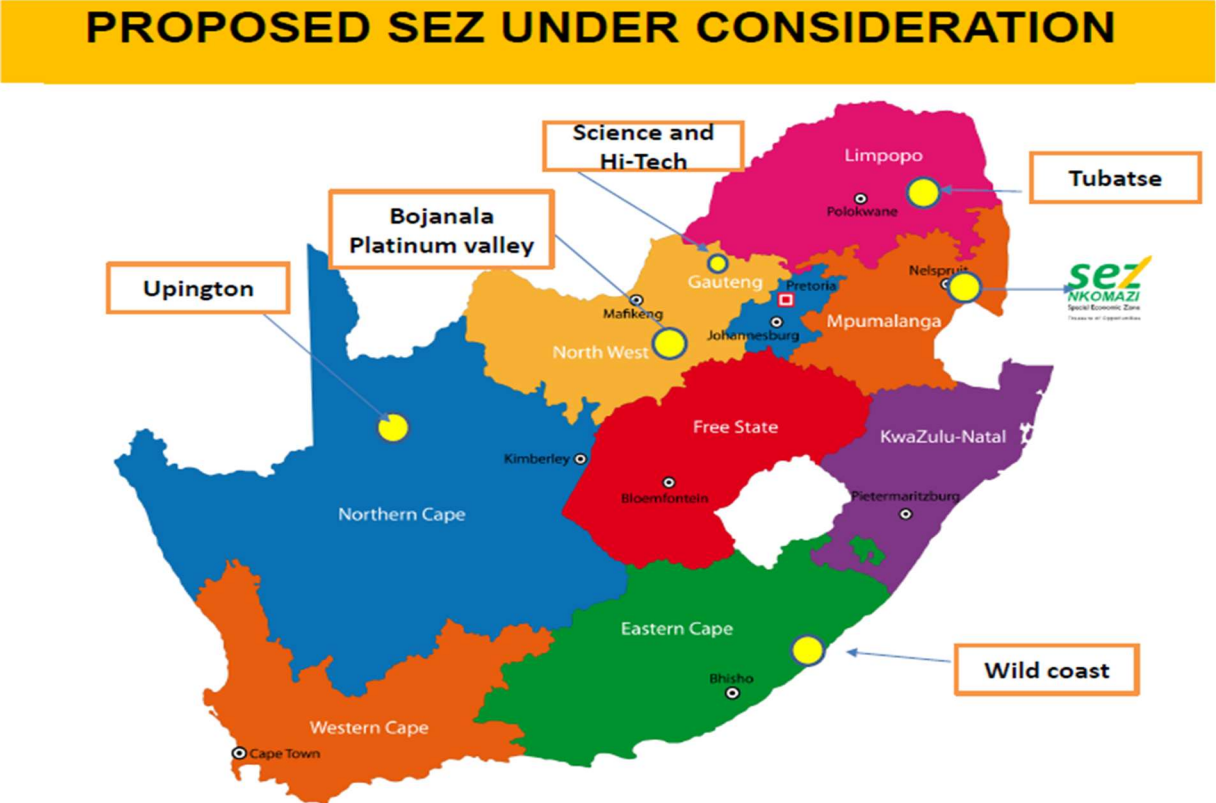 PROPOSED SEZ UNDER CONSIDERATION
Science and
Hi-Tech
Limpopo
Tubatse
Polokwane
Bojanala
Platinum valley
Upington
Gauteng
Pretoria
Nelspruit
sez
NKOMAZI
Special Economic Zone
Mafikeng
Johannesburg
Mpumalanga
North West
Free State
KwaZulu-Natal
Kimberley
Bloemfontein
Pietermaritzburg
Northern Cape
Eastern Cape
Wild coast
Bhisho
Western Cape
Cape Town